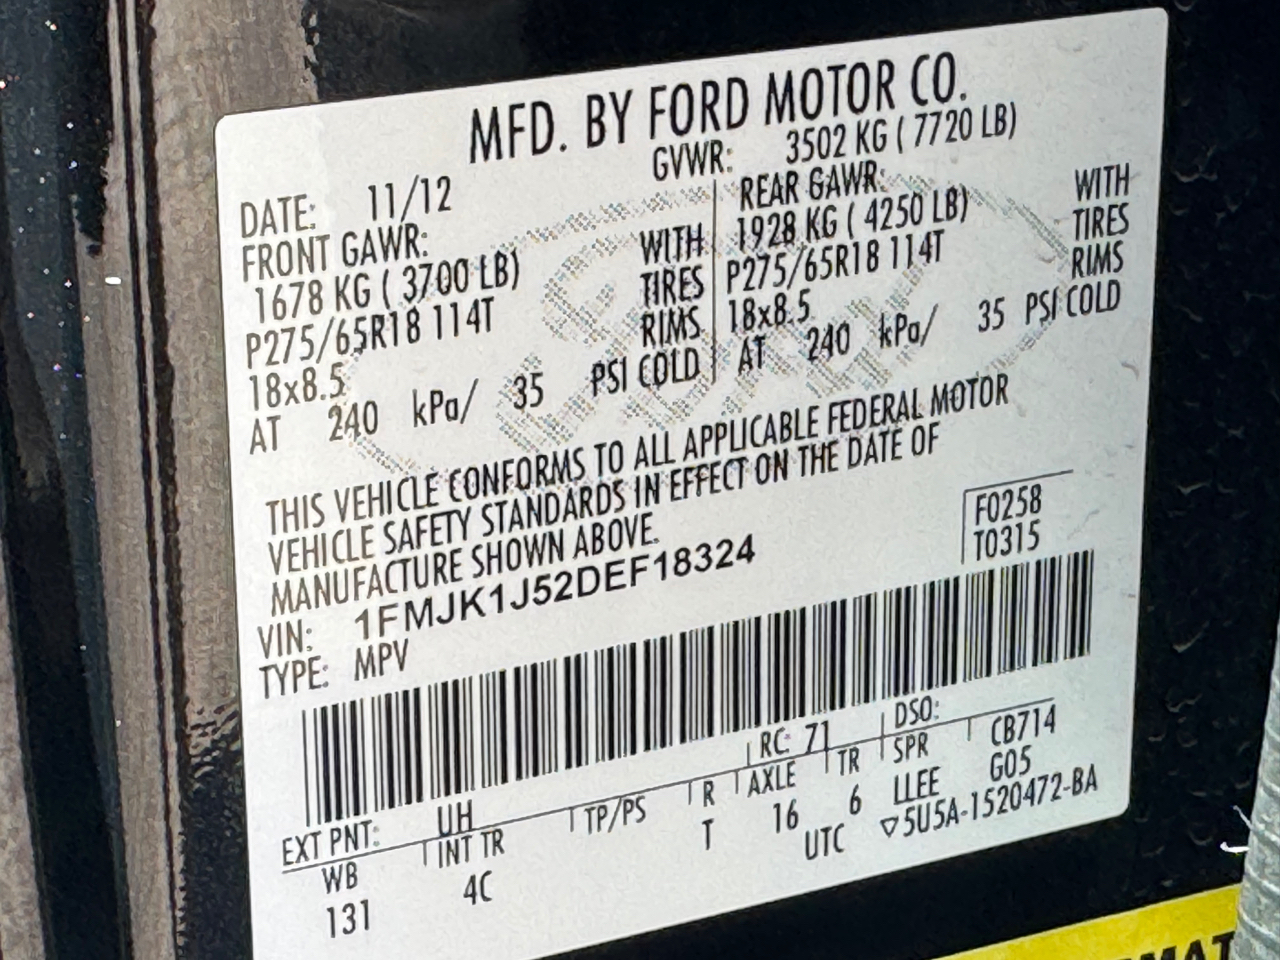 MFD. BY FORD MOTOR CO.
DATE: 11/12 GVWR: 3502 KG ( 7720 LB)
FRONT GAWR: REAR GAWR:
1678 KG ( 3700 LB) WITH 1928 KG ( 4250 LB) WITH
P275/65R18 114T TIRES P275/65R18 114T TIRES
18x8.5 RIMS 18x8.5 RIMS
AT 240 kPa/ 35 PSI COLD AT 240 kPa/ 35 PSI COLD
THIS VEHICLE CONFORMS TO ALL APPLICABLE FEDERAL MOTOR
VEHICLE SAFETY STANDARDS IN EFFECT ON THE DATE OF
MANUFACTURE SHOWN ABOVE.
F0258
T0315
VIN: 1FMJK1J52DEF18324
TYPE: MPV
EXT PNT: UH RC: 71 DSO: CB714
WB INT TR TP/PS R AXLE TR SPR G05
131 4C T 16 6 LLEE
UTC ▽5U5A-1520472-BA
MAT